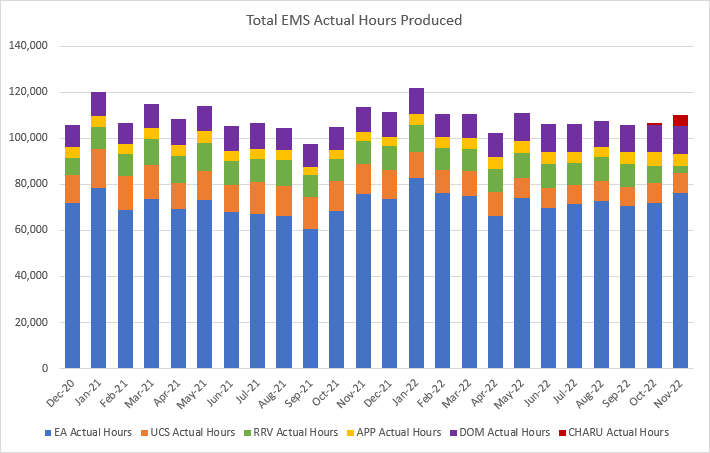 Total EMS Actual Hours Produced
140,000
120,000
100,000
80,000
60,000
40,000
20,000
0
Dec-20
Jan-21
Feb-21
Mar-21
Apr-21
May-21
Jun-21
Jul-21
Aug-21
Sep-21
Oct-21
Nov-21
Dec-21
Jan-22
Feb-22
Mar-22
Apr-22
May-22
Jun-22
Jul-22
Aug-22
Sep-22
Oct-22
Nov-22
EA Actual Hours UCS Actual Hours RRV Actual Hours APP Actual Hours DOM Actual Hours CHARU Actual Hours